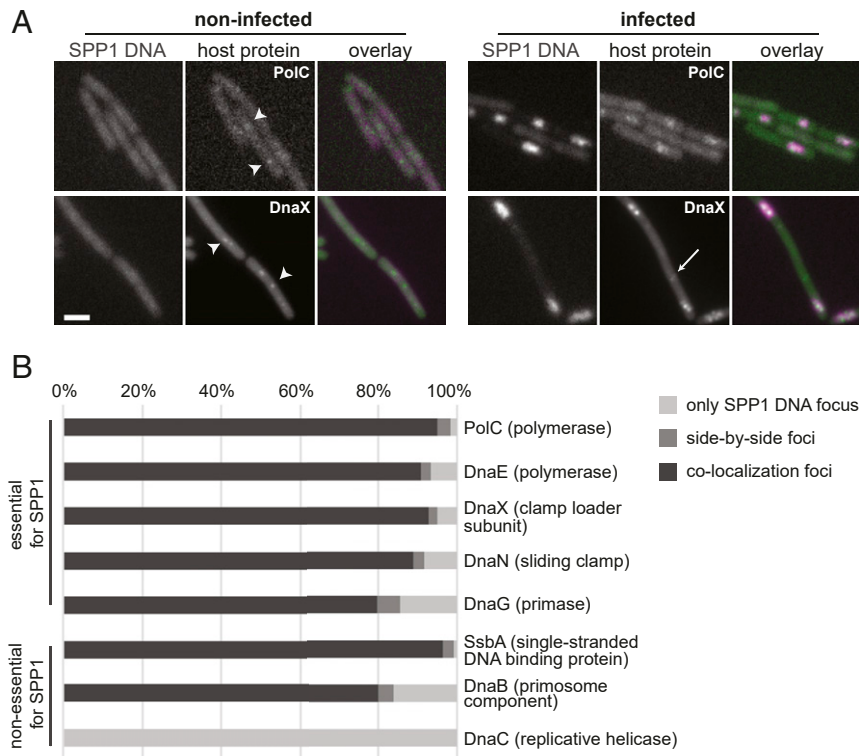 A
non-infected
infected
SPP1 DNA host protein overlay
SPP1 DNA host protein overlay
PolC
PolC
DnaX
DnaX
B
0% 20% 40% 60% 80% 100%
PolC (polymerase)
DnaE (polymerase)
DnaX (clamp loader
subunit)
DnaN (sliding clamp)
DnaG (primase)
SsbA (single-stranded
DNA binding protein)
DnaB (primosome
component)
DnaC (replicative helicase)
essential
for SPP1
non-essential
for SPP1
only SPP1 DNA focus
side-by-side foci
co-localization foci